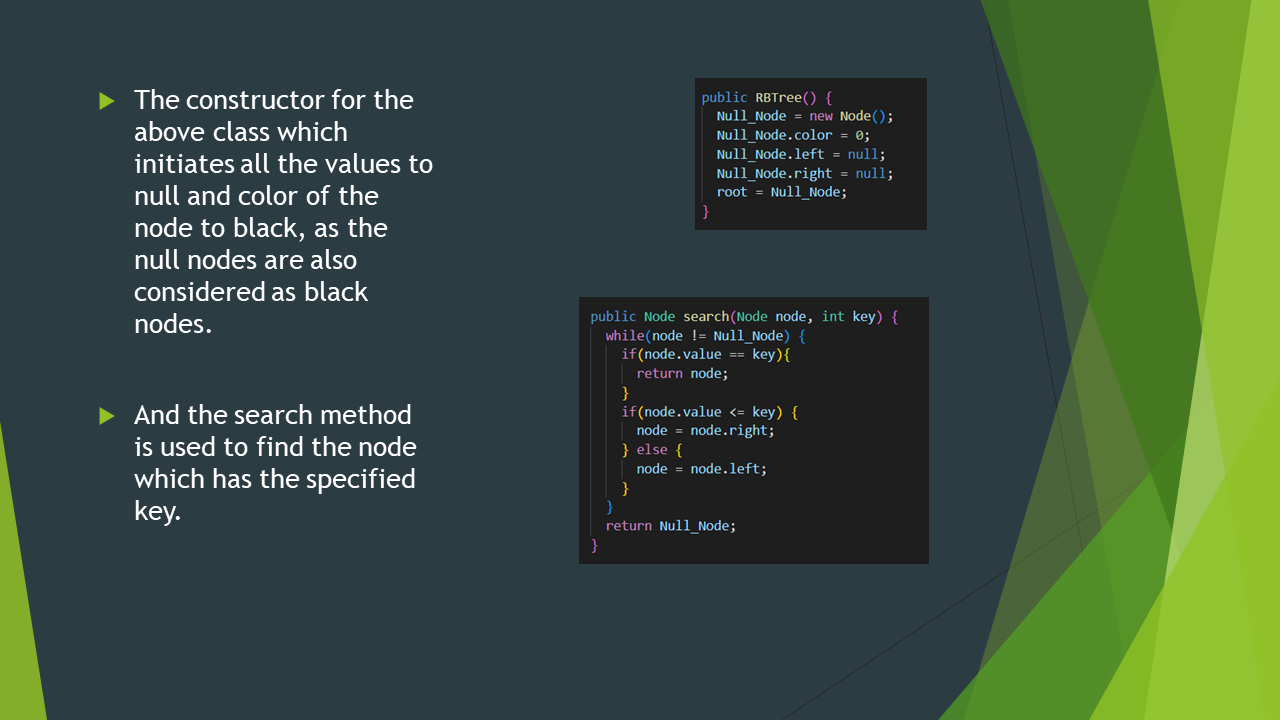 The constructor for the
above class which
initiates all the values to
null and color of the
node to black, as the
null nodes are also
considered as black
nodes.
And the search method
is used to find the node
which has the specified
key.
public RBTree() {
Null_Node = new Node();
Null_Node.color = 0;
Null_Node.left = null;
Null_Node.right = null;
root = Null_Node;
}
public Node search(Node node, int key) {
while(node != Null_Node) {
if(node.value == key){
return node;
}
if(node.value <= key) {
node = node.right;
} else {
node = node.left;
}
}
return Null_Node;
}